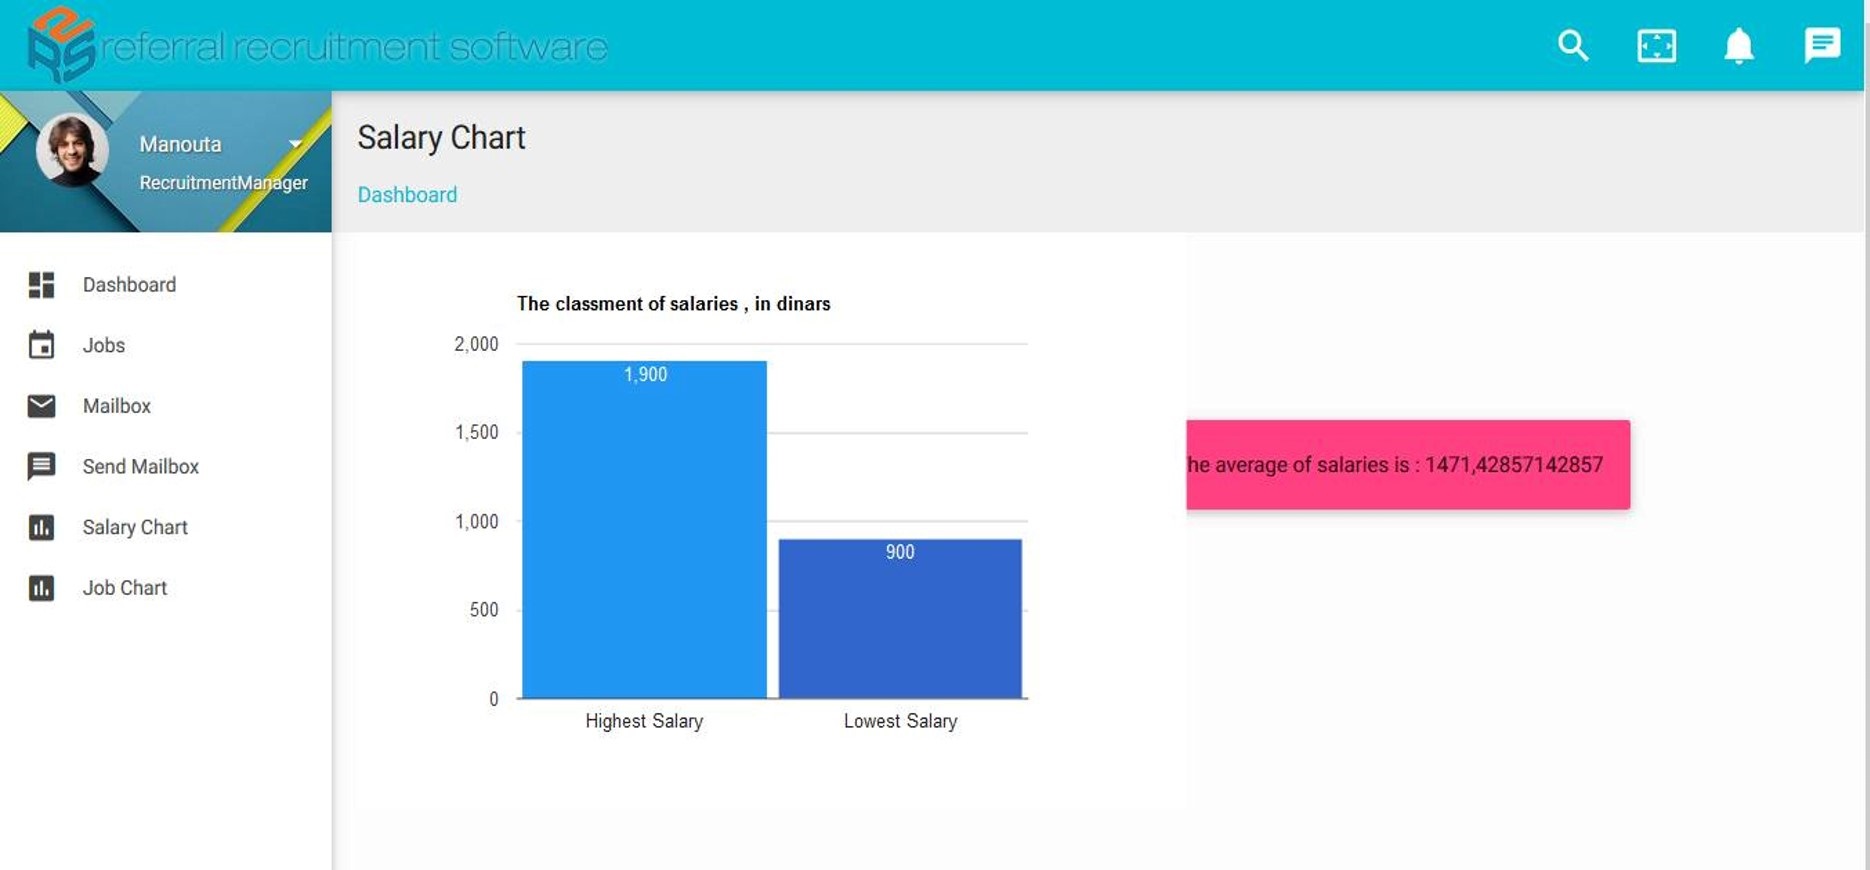 referral recruitment software
Manouta
RecruitmentManager
Dashboard
Jobs
Mailbox
Send Mailbox
Salary Chart
Job Chart
Salary Chart
Dashboard
The classment of salaries , in dinars
2,000
1,500
1,000
500
0
1,900
900
Highest Salary
Lowest Salary
he average of salaries is : 1471,42857142857